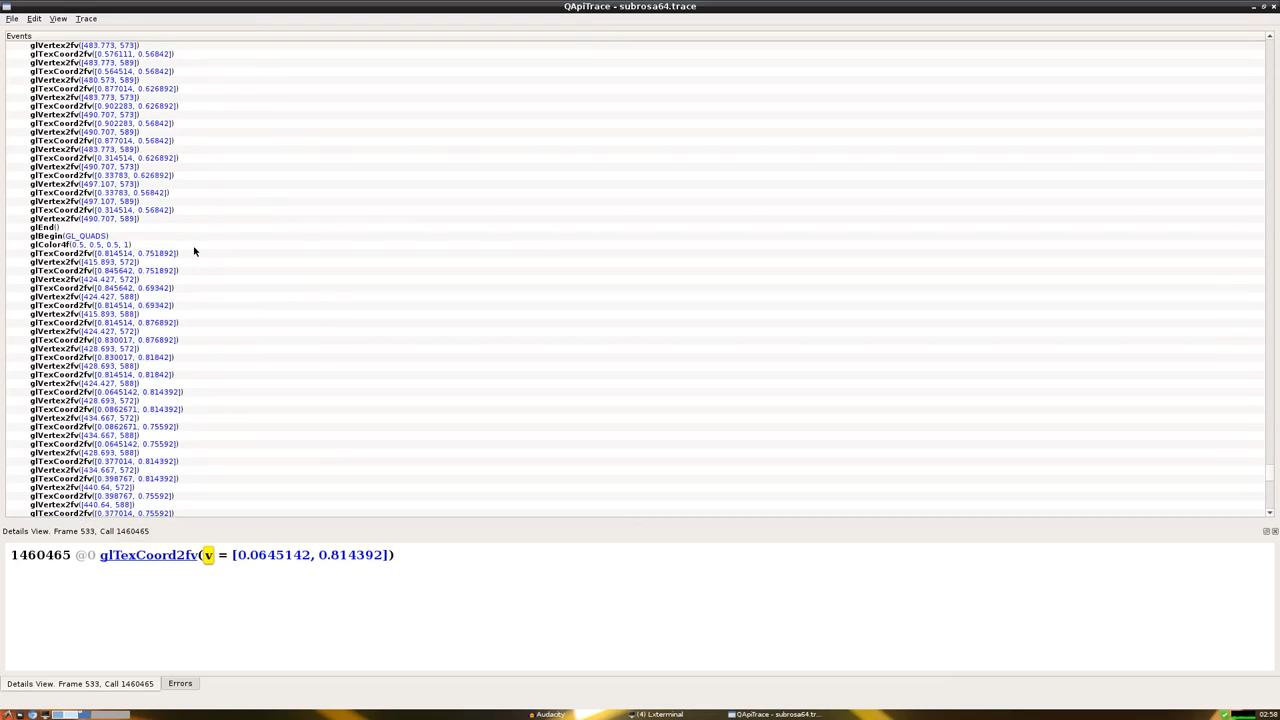 QApiTrace - subrosa64.trace
File Edit View Trace
Events
glVertex2fv([483.773, 573])
glTexCoord2fv([0.576111, 0.56842])
glVertex2fv([483.773, 589])
glTexCoord2fv([0.564514, 0.56842])
glVertex2fv([480.573, 589])
glTexCoord2fv([0.877014, 0.626892])
glVertex2fv([483.773, 573])
glTexCoord2fv([0.902283, 0.626892])
glVertex2fv([490.707, 573])
glTexCoord2fv([0.902283, 0.56842])
glVertex2fv([490.707, 589])
glTexCoord2fv([0.877014, 0.56842])
glVertex2fv([483.773, 589])
glTexCoord2fv([0.314514, 0.626892])
glVertex2fv([490.707, 573])
glTexCoord2fv([0.33783, 0.626892])
glVertex2fv([497.107, 573])
glTexCoord2fv([0.33783, 0.56842])
glVertex2fv([497.107, 589])
glTexCoord2fv([0.314514, 0.56842])
glVertex2fv([490.707, 589])
glEnd()
glBegin(GL_QUADS)
glColor4f(0.5, 0.5, 0.5, 1)
glTexCoord2fv([0.814514, 0.751892])
glVertex2fv([415.893, 572])
glTexCoord2fv([0.845642, 0.751892])
glVertex2fv([424.427, 572])
glTexCoord2fv([0.845642, 0.69342])
glVertex2fv([424.427, 588])
glTexCoord2fv([0.814514, 0.69342])
glVertex2fv([415.893, 588])
glTexCoord2fv([0.814514, 0.876892])
glVertex2fv([424.427, 572])
glTexCoord2fv([0.830017, 0.876892])
glVertex2fv([428.693, 572])
glTexCoord2fv([0.830017, 0.81842])
glVertex2fv([428.693, 588])
glTexCoord2fv([0.814514, 0.81842])
glVertex2fv([424.427, 588])
glTexCoord2fv([0.0645142, 0.814392])
glVertex2fv([428.693, 572])
glTexCoord2fv([0.0862671, 0.814392])
glVertex2fv([434.667, 572])
glTexCoord2fv([0.0862671, 0.75592])
glVertex2fv([434.667, 588])
glTexCoord2fv([0.0645142, 0.75592])
glVertex2fv([428.693, 588])
glTexCoord2fv([0.377014, 0.814392])
glVertex2fv([434.667, 572])
glTexCoord2fv([0.398767, 0.814392])
glVertex2fv([440.64, 572])
glTexCoord2fv([0.398767, 0.75592])
glVertex2fv([440.64, 588])
glTexCoord2fv([0.377014, 0.75592])
Details View. Frame 533, Call 1460465
1460465 @0 glTexCoord2fv(v = [0.0645142, 0.814392])
Details View. Frame 533, Call 1460465 Errors
Audacity (4) Lxterminal QApiTrace - subrosa64.tr... 02:58